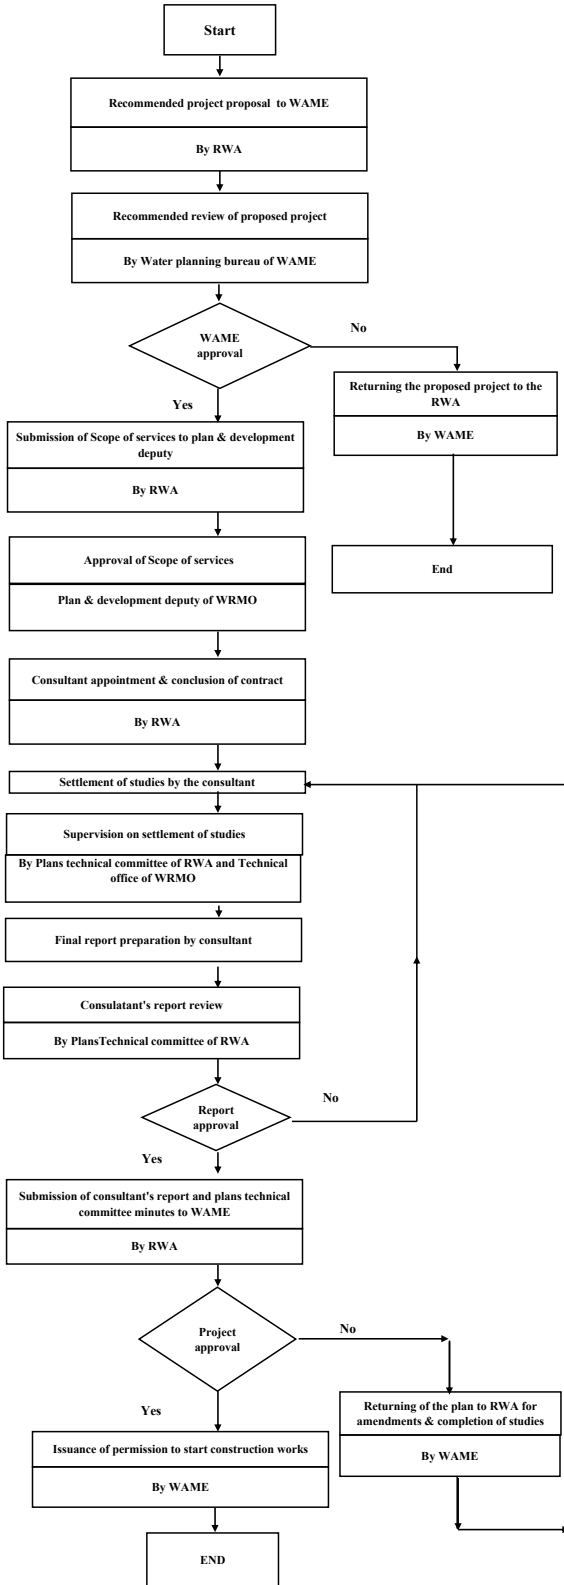 Start
Recommended project proposal to WAME
By RWA
Recommended review of proposed project
By Water planning bureau of WAME
WAME
approval
No
Yes
Returning the proposed project to the
RWA
By WAME
End
Submission of Scope of services to plan & development
deputy
By RWA
Approval of Scope of services
Plan & development deputy of WRMO
Consultant appointment & conclusion of contract
By RWA
Settlement of studies by the consultant
Supervision on settlement of studies
By Plans technical committee of RWA and Technical
office of WRMO
Final report preparation by consultant
Consulatant's report review
By PlansTechnical committee of RWA
Report
approval
No
Yes
Submission of consultant's report and plans technical
committee minutes to WAME
By RWA
Project
approval
No
Yes
Returning of the plan to RWA for
amendments & completion of studies
By WAME
Issuance of permission to start construction works
By WAME
END